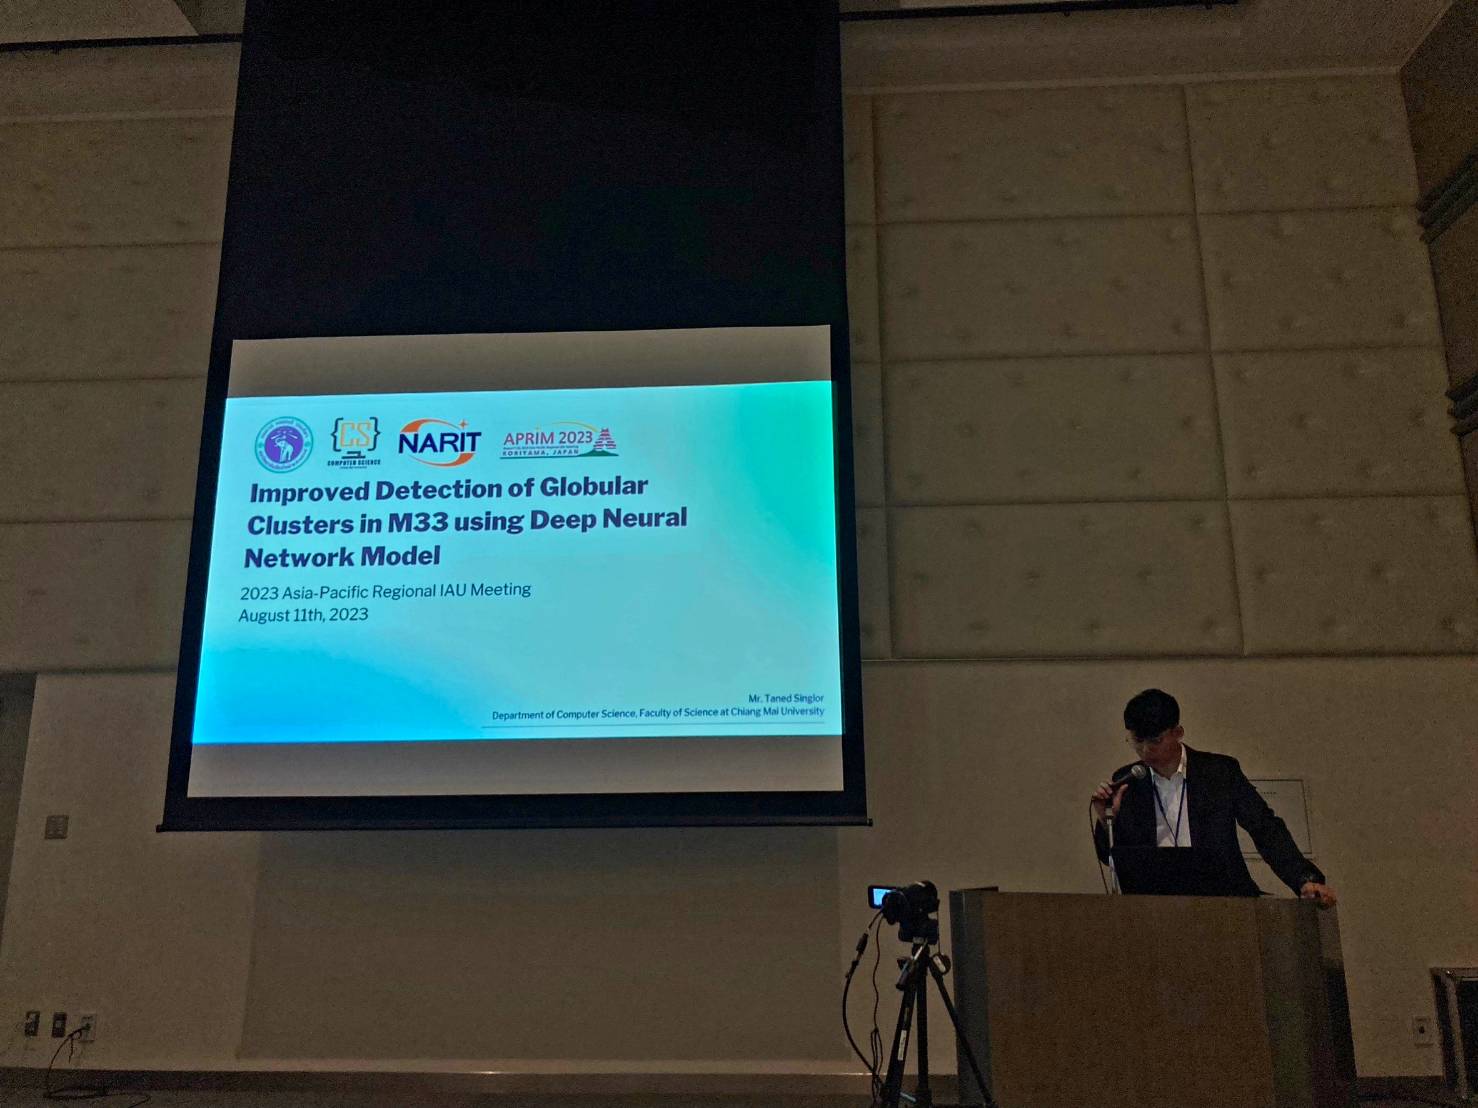 CS
COMPUTER SCIENCE
NARIT
APRIM 2023
KORIYAMA, JAPAN
Improved Detection of Globular
Clusters in M33 using Deep Neural
Network Model
2023 Asia-Pacific Regional IAU Meeting
August 11th, 2023
Mr. Taned Singlor
Department of Computer Science, Faculty of Science at Chiang Mai University